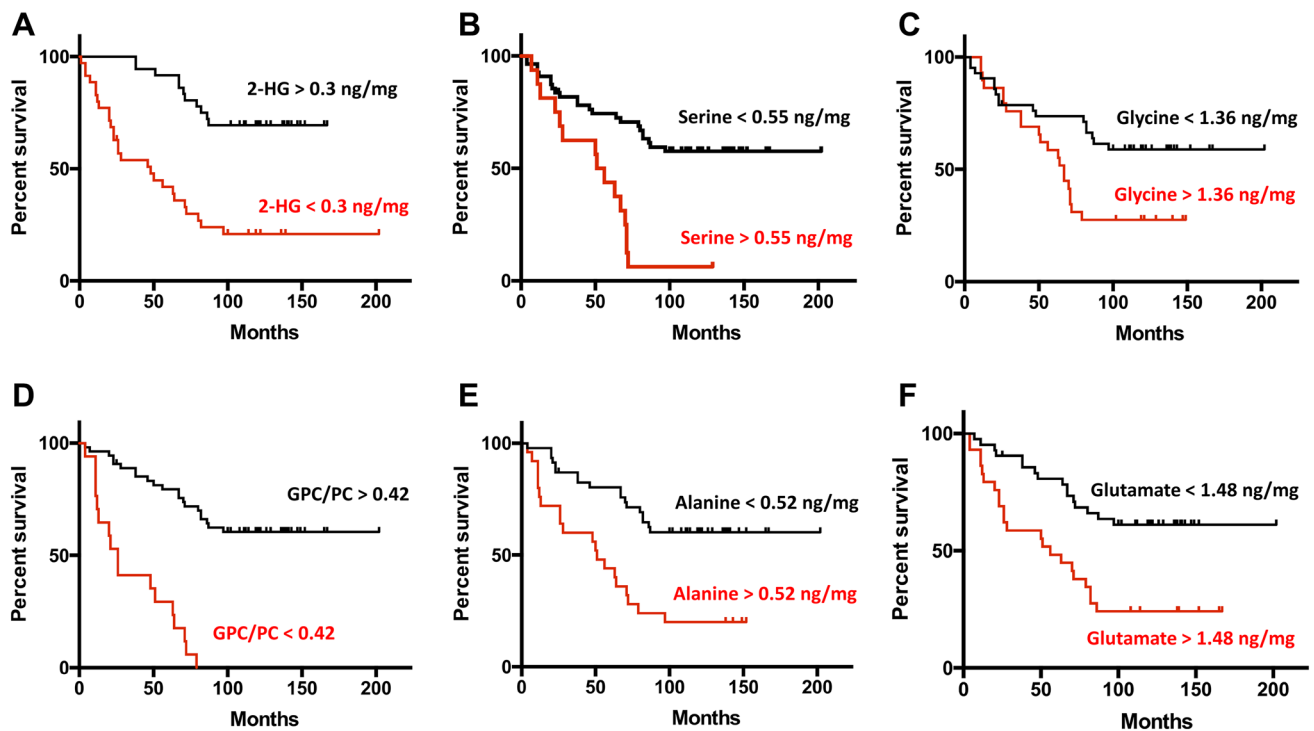 A
Percent survival
100
50
0
2-HG > 0.3 ng/mg
2-HG < 0.3 ng/mg
0 50 100 150 200
Months
B
Percent survival
100
50
0
Serine < 0.55 ng/mg
Serine > 0.55 ng/mg
0 50 100 150 200
Months
C
Percent survival
100
50
0
Glycine < 1.36 ng/mg
Glycine > 1.36 ng/mg
0 50 100 150 200
Months
D
Percent survival
100
50
0
GPC/PC > 0.42
GPC/PC < 0.42
0 50 100 150 200
Months
E
Percent survival
100
50
0
Alanine < 0.52 ng/mg
Alanine > 0.52 ng/mg
0 50 100 150 200
Months
F
Percent survival
100
50
0
Glutamate < 1.48 ng/mg
Glutamate > 1.48 ng/mg
0 50 100 150 200
Months